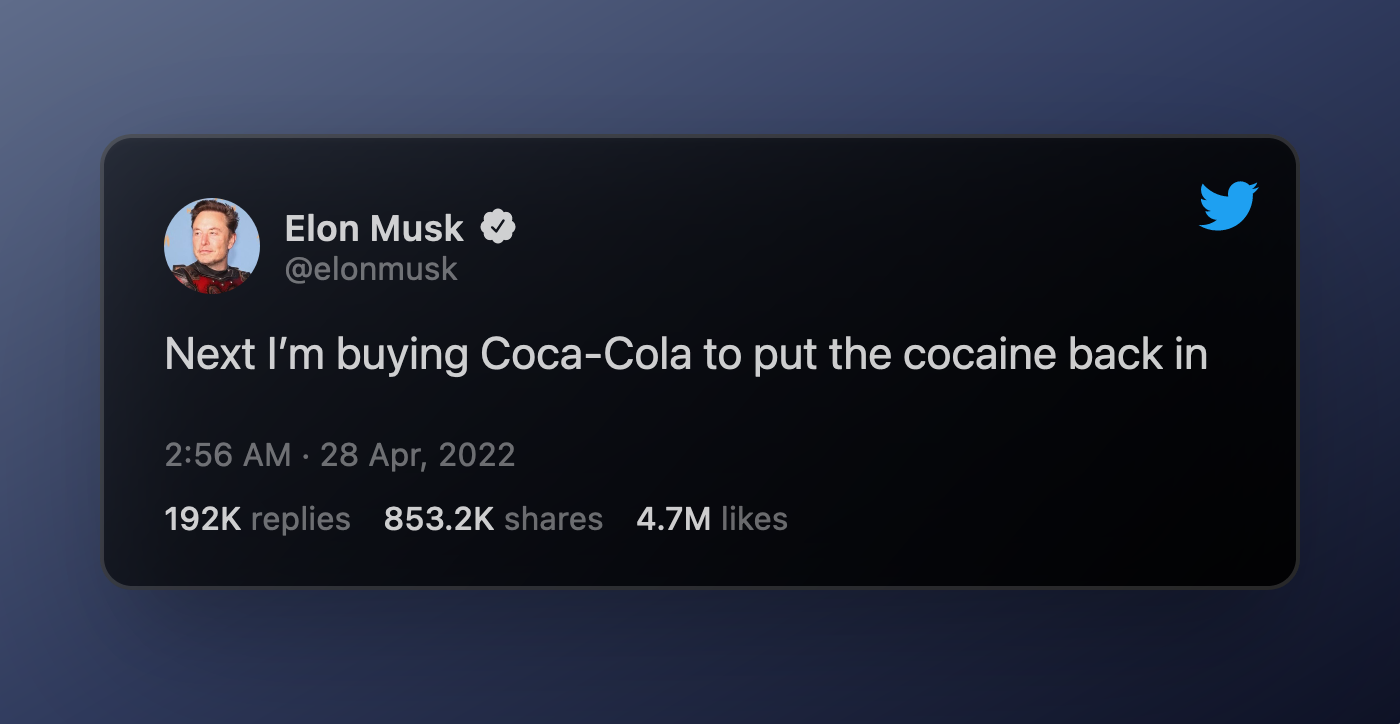 Elon Musk
@elonmusk
Next I’m buying Coca-Cola to put the cocaine back in
2:56 AM · 28 Apr, 2022
192K replies 853.2K shares 4.7M likes